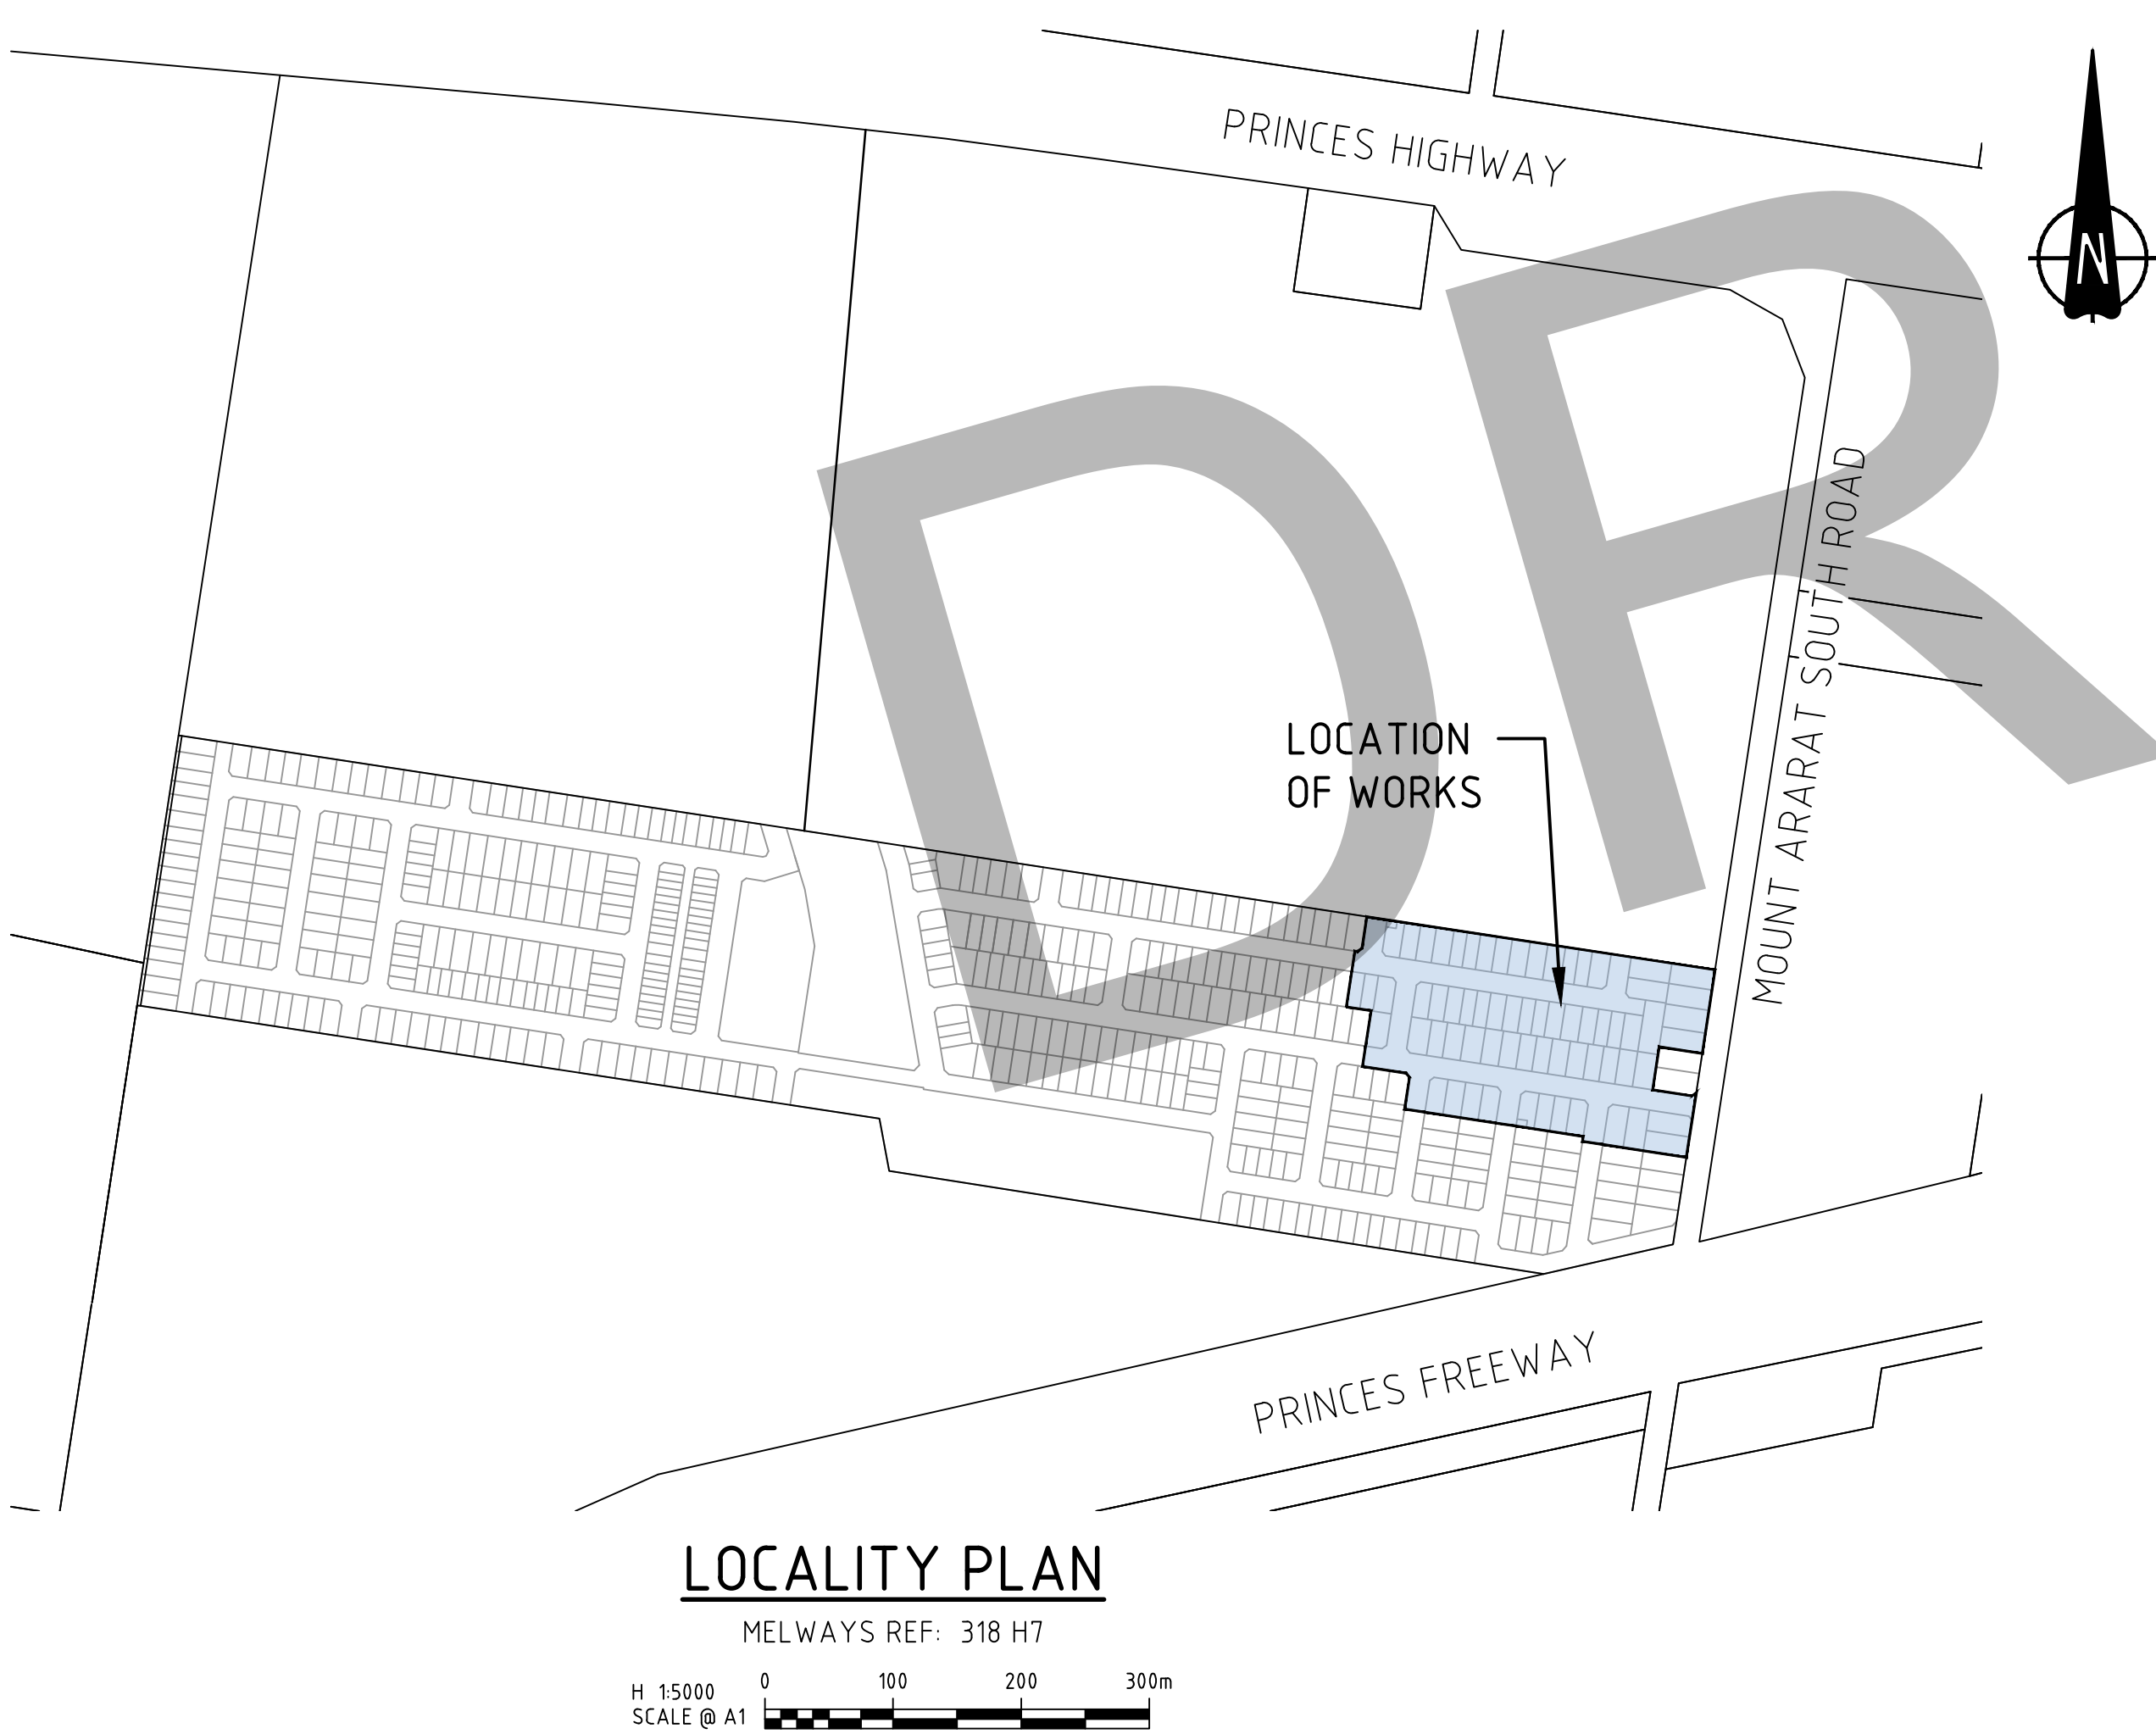 PRINCES HIGHWAY
N
MOUNT ARARAT SOUTH ROAD
LOCATION
OF WORKS
PRINCES FREEWAY
DR
LOCALITY PLAN
MELWAYS REF: 318 H7
0 100 200 300m
H 1:5000
SCALE @ A1